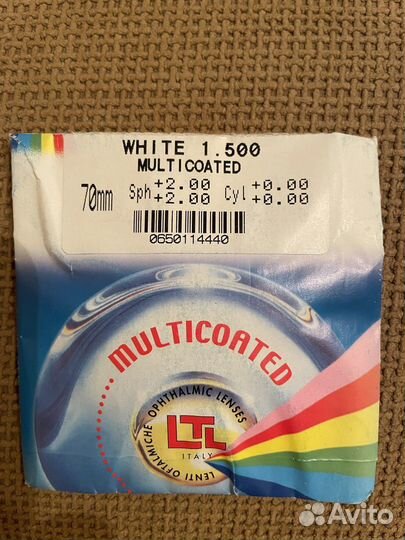 WHITE 1.500
MULTICOATED
70mm Sph +2.00 Cyl +0.00
+2.00 +0.00
0650114440
MULTICOATED
OPHTHALMIC LENSES
LTL
ITALY
LENTI OFTALMICHE
Avito